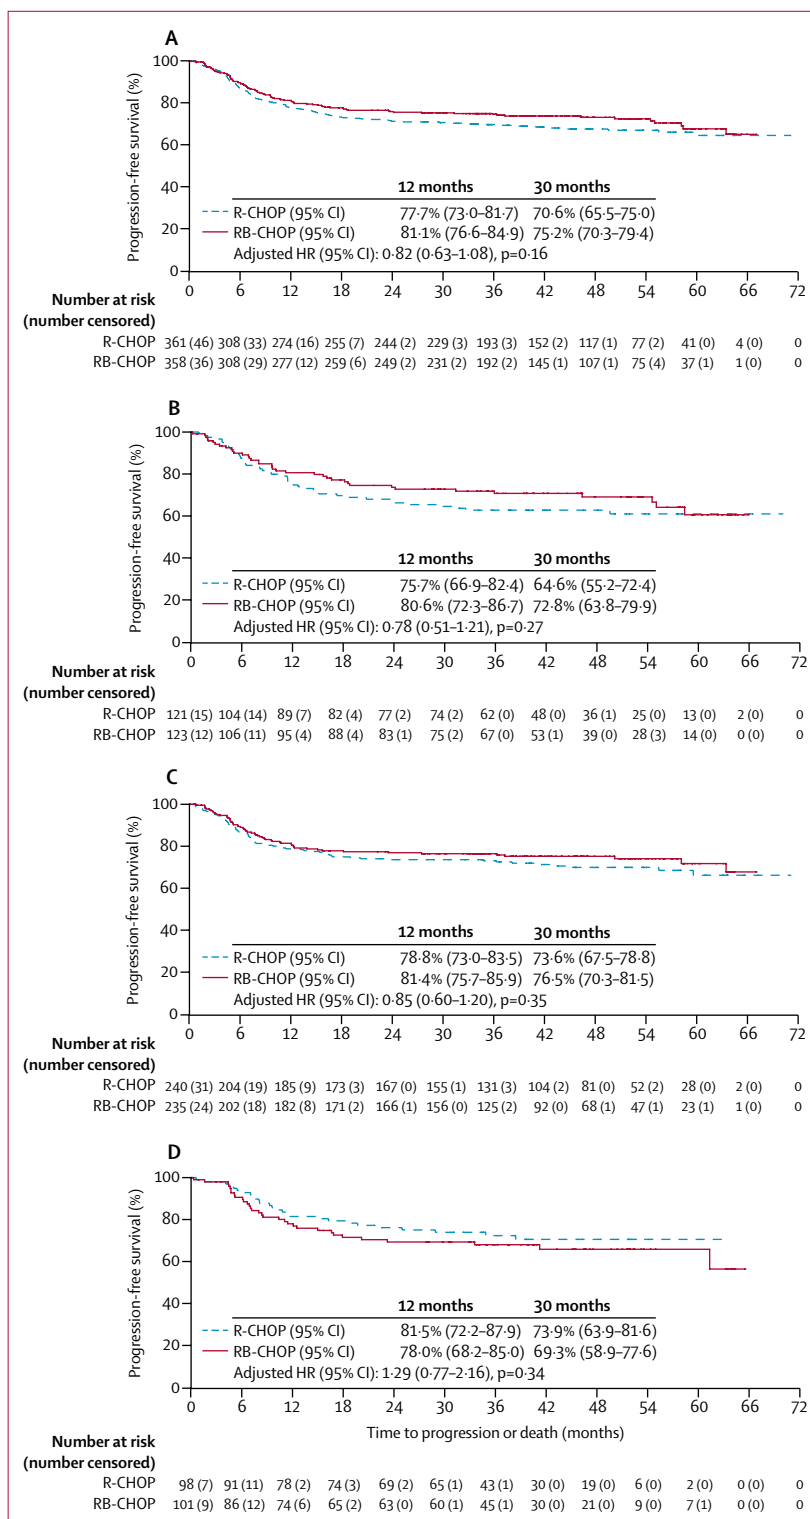 A
100
80
60
40
20
0
Progression-free survival (%)
12 months 30 months
R-CHOP (95% CI) 77·7% (73·0–81·7) 70·6% (65·5–75·0)
RB-CHOP (95% CI) 81·1% (76·6–84·9) 75·2% (70·3–79·4)
Adjusted HR (95% CI): 0·82 (0·63–1·08), p=0·16
0 6 12 18 24 30 36 42 48 54 60 66 72
Number at risk
(number censored)
R-CHOP 361 (46) 308 (33) 274 (16) 255 (7) 244 (2) 229 (3) 193 (3) 152 (2) 117 (1) 77 (2) 41 (0) 4 (0) 0
RB-CHOP 358 (36) 308 (29) 277 (12) 259 (6) 249 (2) 231 (2) 192 (2) 145 (1) 107 (1) 75 (4) 37 (1) 1 (0) 0
B
100
80
60
40
20
0
Progression-free survival (%)
12 months 30 months
R-CHOP (95% CI) 75·7% (66·9–82·4) 64·6% (55·2–72·4)
RB-CHOP (95% CI) 80·6% (72·3–86·7) 72·8% (63·8–79·9)
Adjusted HR (95% CI): 0·78 (0·51–1·21), p=0·27
0 6 12 18 24 30 36 42 48 54 60 66 72
Number at risk
(number censored)
R-CHOP 121 (15) 104 (14) 89 (7) 82 (4) 77 (2) 74 (2) 62 (0) 48 (0) 36 (1) 25 (0) 13 (0) 2 (0) 0
RB-CHOP 123 (12) 106 (11) 95 (4) 88 (4) 83 (1) 75 (2) 67 (0) 53 (1) 39 (0) 28 (3) 14 (0) 0 (0) 0
C
100
80
60
40
20
0
Progression-free survival (%)
12 months 30 months
R-CHOP (95% CI) 78·8% (73·0–83·5) 73·6% (67·5–78·8)
RB-CHOP (95% CI) 81·4% (75·7–85·9) 76·5% (70·3–81·5)
Adjusted HR (95% CI): 0·85 (0·60–1·20), p=0·35
0 6 12 18 24 30 36 42 48 54 60 66 72
Number at risk
(number censored)
R-CHOP 240 (31) 204 (19) 185 (9) 173 (3) 167 (0) 155 (1) 131 (3) 104 (2) 81 (0) 52 (2) 28 (0) 2 (0) 0
RB-CHOP 235 (24) 202 (18) 182 (8) 171 (2) 166 (1) 156 (0) 125 (2) 92 (0) 68 (1) 47 (1) 23 (1) 1 (0) 0
D
100
80
60
40
20
0
Progression-free survival (%)
12 months 30 months
R-CHOP (95% CI) 81·5% (72·2–87·9) 73·9% (63·9–81·6)
RB-CHOP (95% CI) 78·0% (68·2–85·0) 69·3% (58·9–77·6)
Adjusted HR (95% CI): 1·29 (0·77–2·16), p=0·34
0 6 12 18 24 30 36 42 48 54 60 66 72
Time to progression or death (months)
Number at risk
(number censored)
R-CHOP 98 (7) 91 (11) 78 (2) 74 (3) 69 (2) 65 (1) 43 (1) 30 (0) 19 (0) 6 (0) 2 (0) 0 (0) 0
RB-CHOP 101 (9) 86 (12) 74 (6) 65 (2) 63 (0) 60 (1) 45 (1) 30 (0) 21 (0) 9 (0) 7 (1) 0 (0) 0